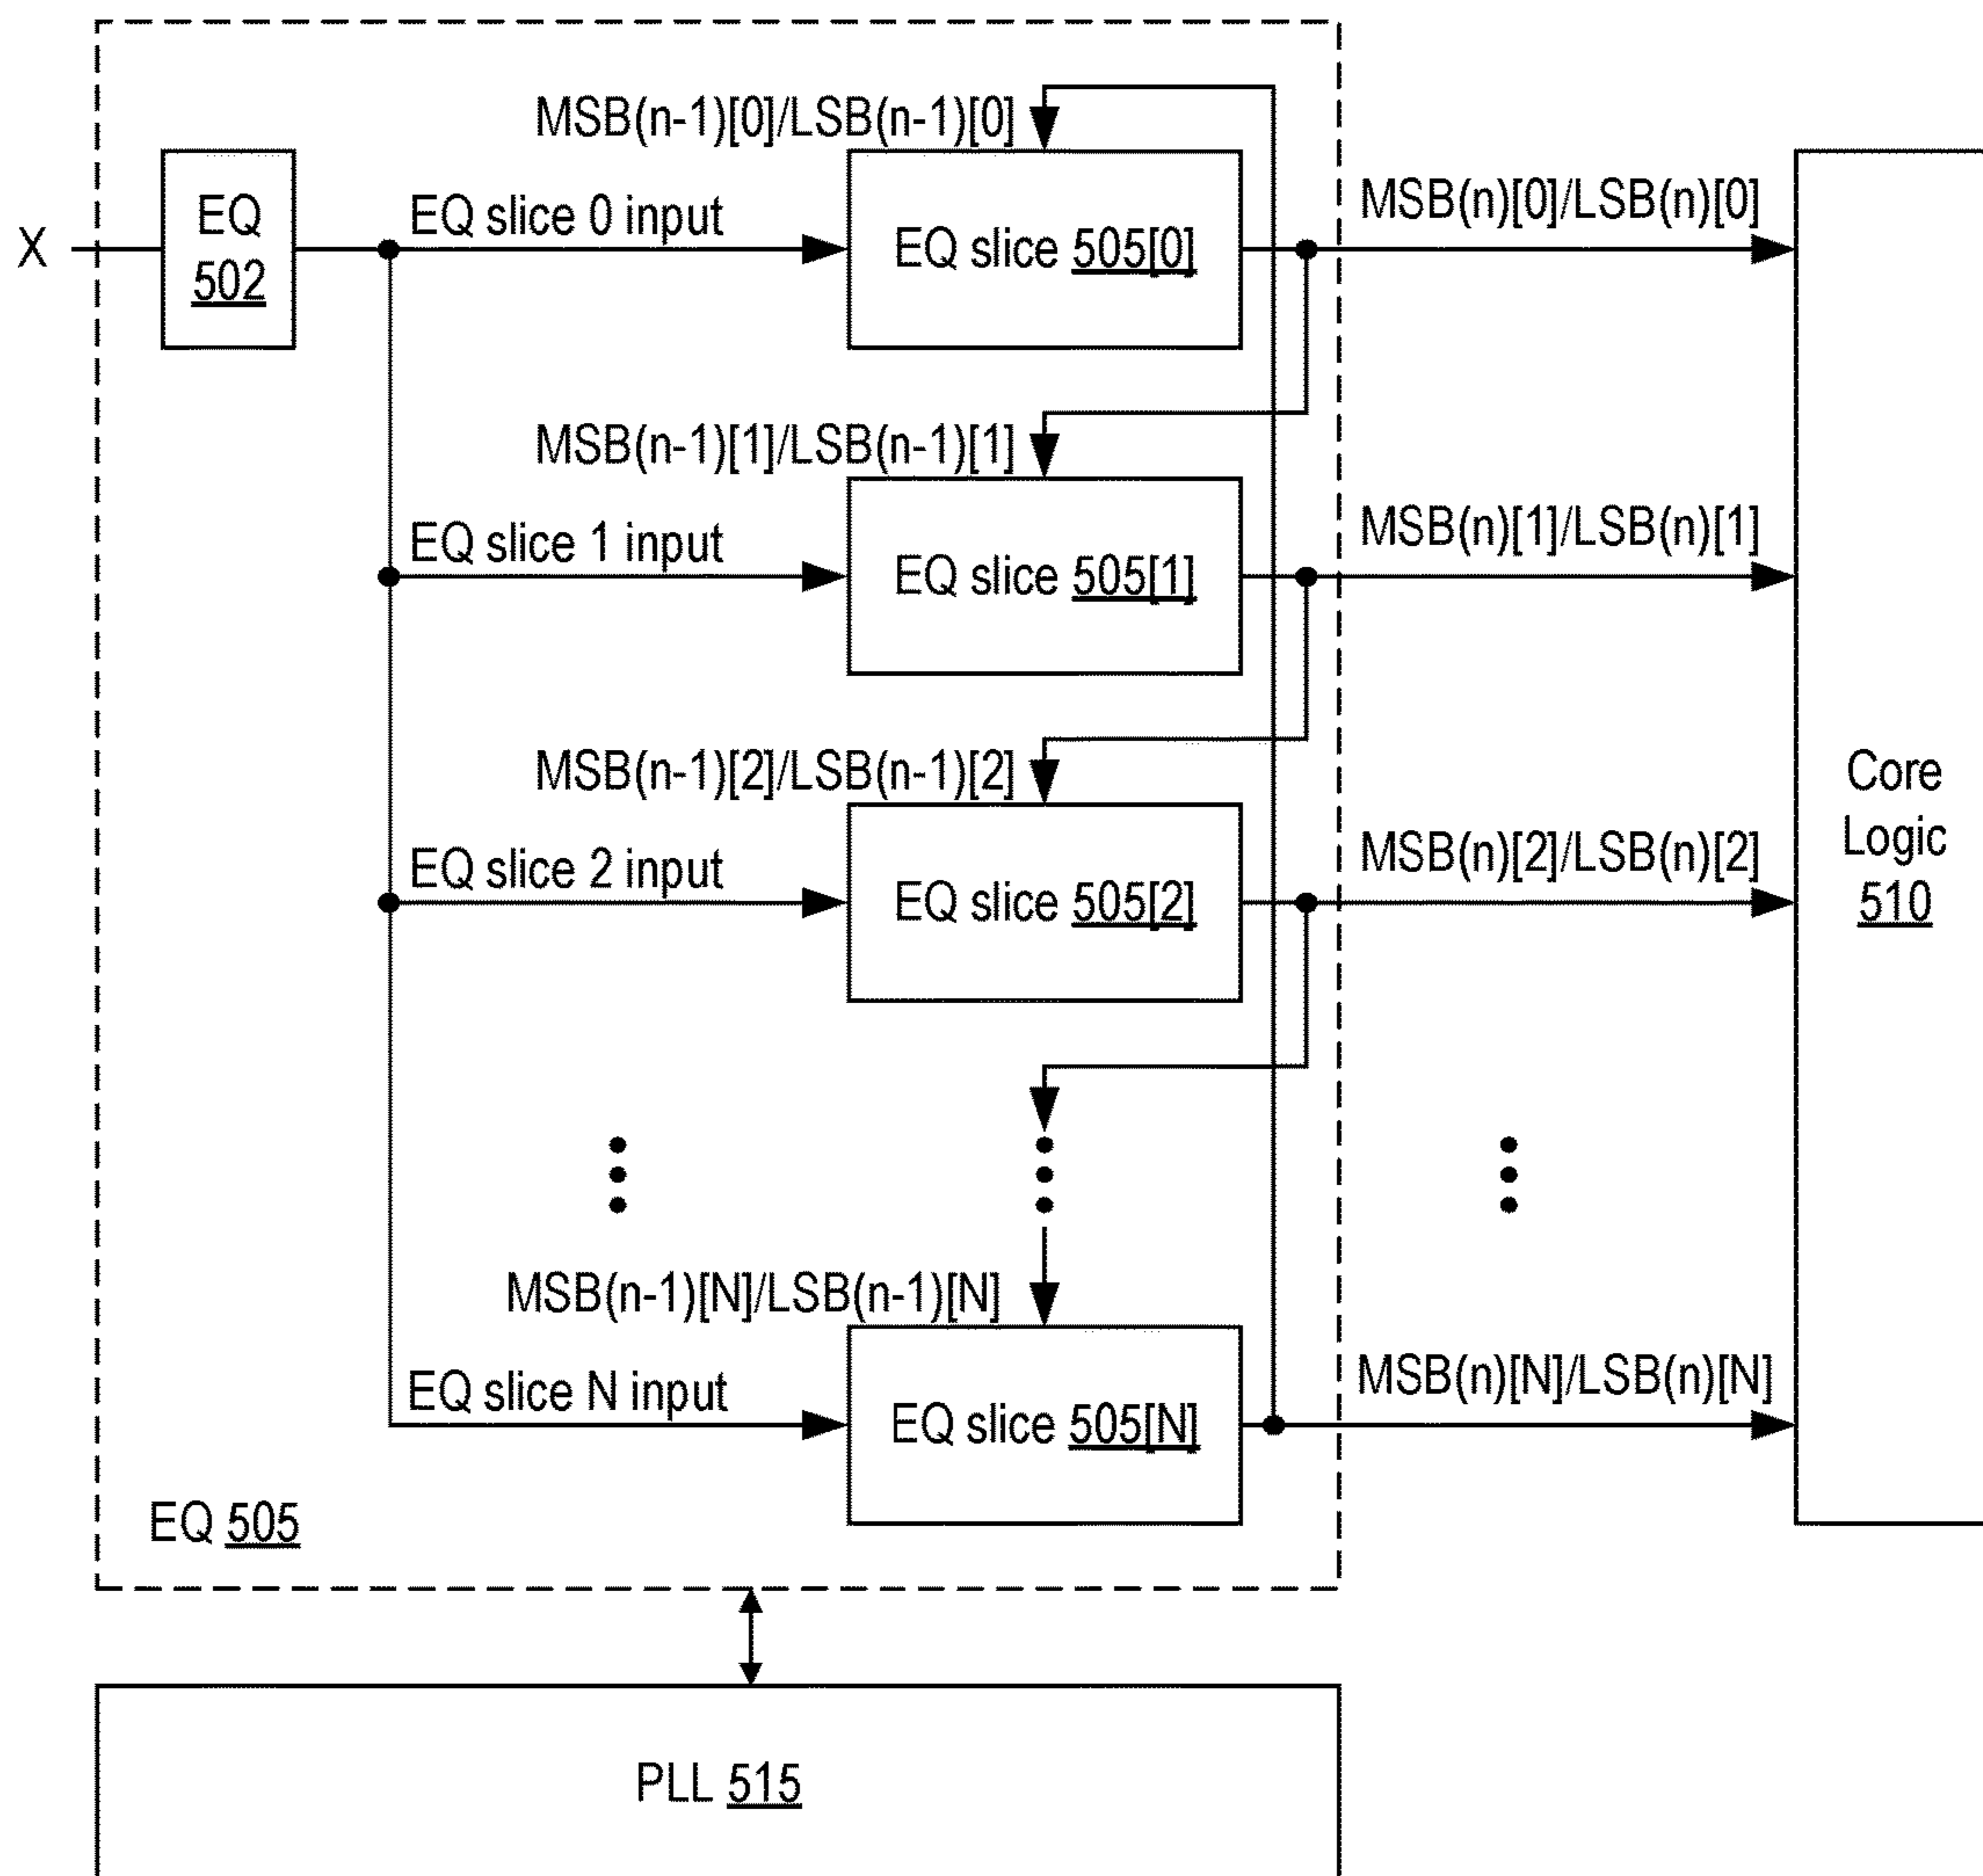 MSB(n-1)[0]/LSB(n-1)[0]
X
EQ
502
EQ slice 0 input
EQ slice 505[0]
MSB(n)[0]/LSB(n)[0]
MSB(n-1)[1]/LSB(n-1)[1]
EQ slice 1 input
EQ slice 505[1]
MSB(n)[1]/LSB(n)[1]
MSB(n-1)[2]/LSB(n-1)[2]
EQ slice 2 input
EQ slice 505[2]
MSB(n)[2]/LSB(n)[2]
Core
Logic
510
MSB(n-1)[N]/LSB(n-1)[N]
EQ slice N input
EQ slice 505[N]
MSB(n)[N]/LSB(n)[N]
EQ 505
PLL 515